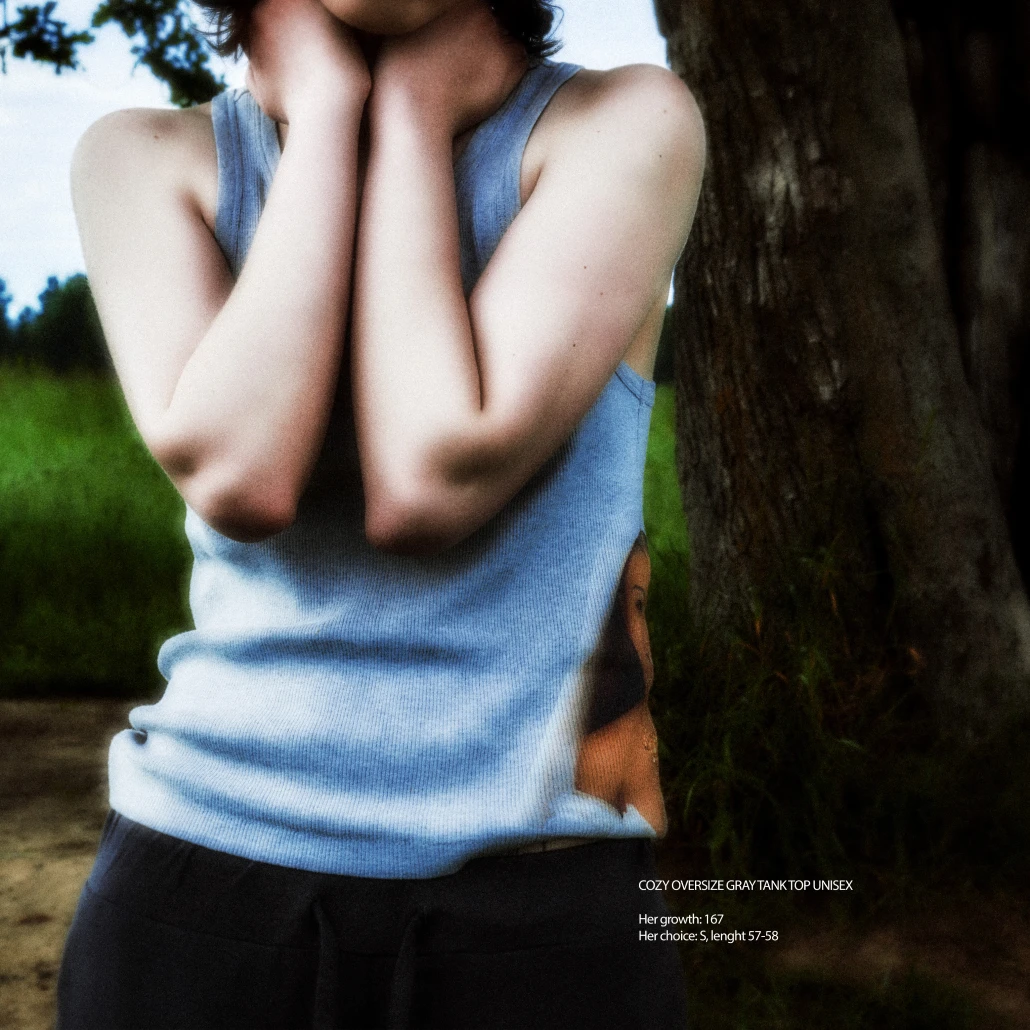 COZY OVERSIZE GRAY TANK TOP UNISEX
Her growth: 167
Her choice: S, lenght 57-58